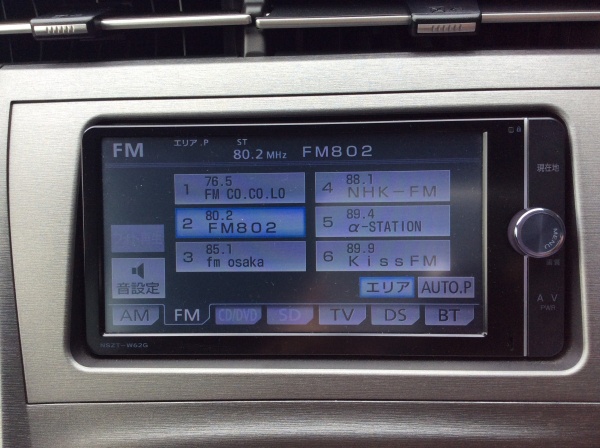 FM エリア.P ST 80.2 MHz FM802
現在地
1 76.5 FM CO.CO.LO
4 88.1 NHK-FM
2 80.2 FM802
5 89.4 α-STATION
3 85.1 fm osaka
6 89.9 KissFM
MENU
音設定
エリア AUTO.P
AM FM CD/DVD SD TV DS BT
A V
PWR